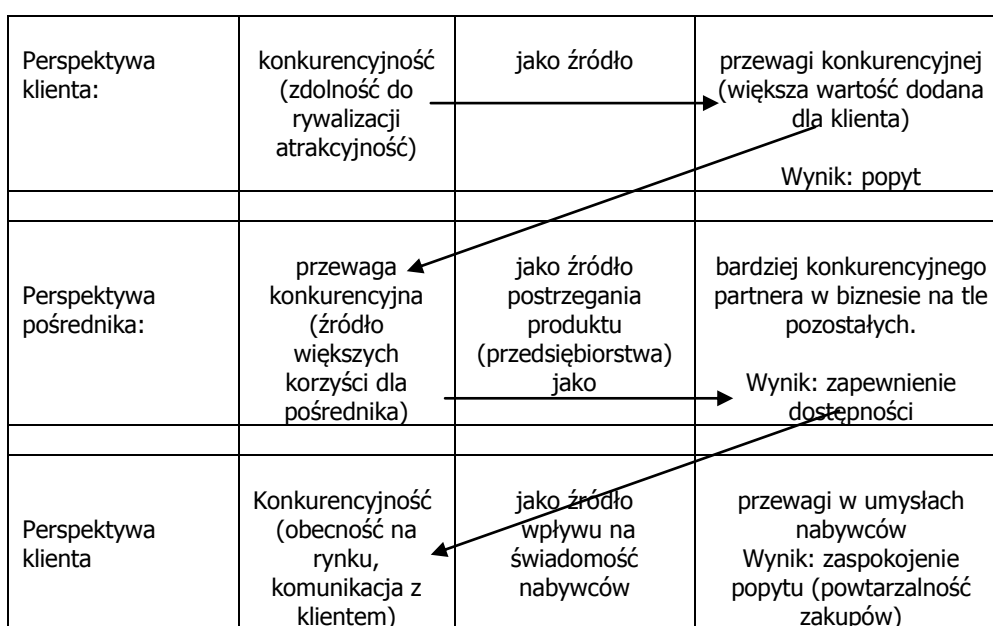 Perspektywa
klienta:
konkurencyjność
(zdolność do
rywalizacji
atrakcyjność)
jako źródło
przewagi konkurencyjnej
(większa wartość dodana
dla klienta)
Wynik: popyt
Perspektywa
pośrednika:
przewaga
konkurencyjna
(źródło
większych
korzyści dla
pośrednika)
jako źródło
postrzegania
produktu
(przedsiębiorstwa)
jako
bardziej konkurencyjnego
partnera w biznesie na tle
pozostałych.
Wynik: zapewnienie
dostępności
Perspektywa
klienta
Konkurencyjność
(obecność na
rynku,
komunikacja z
klientem)
jako źródło
wpływu na
świadomość
nabywców
przewagi w umysłach
nabywców
Wynik: zaspokojenie
popytu (powtarzalność
zakupów)